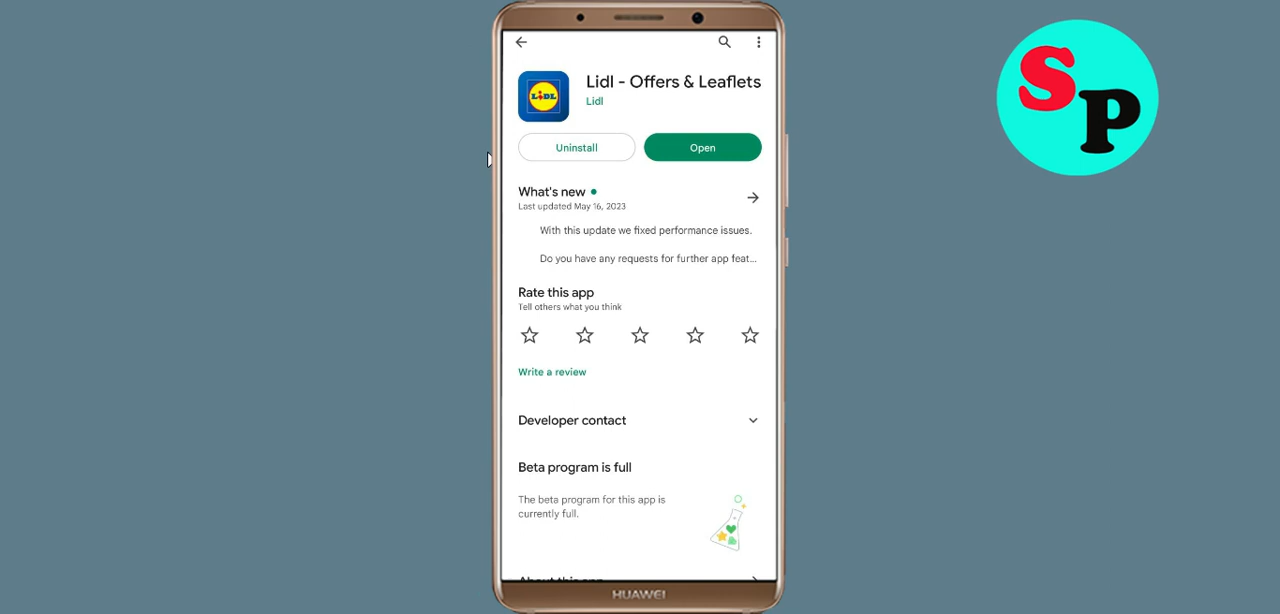 Lidl - Offers & Leaflets
LIDL
Lidl
Uninstall
Open
What's new
Last updated May 16, 2023
With this update we fixed performance issues.
Do you have any requests for further app feat...
Rate this app
Tell others what you think
Write a review
Developer contact
Beta program is full
The beta program for this app is
currently full.
About this app
HUAWEI
SP